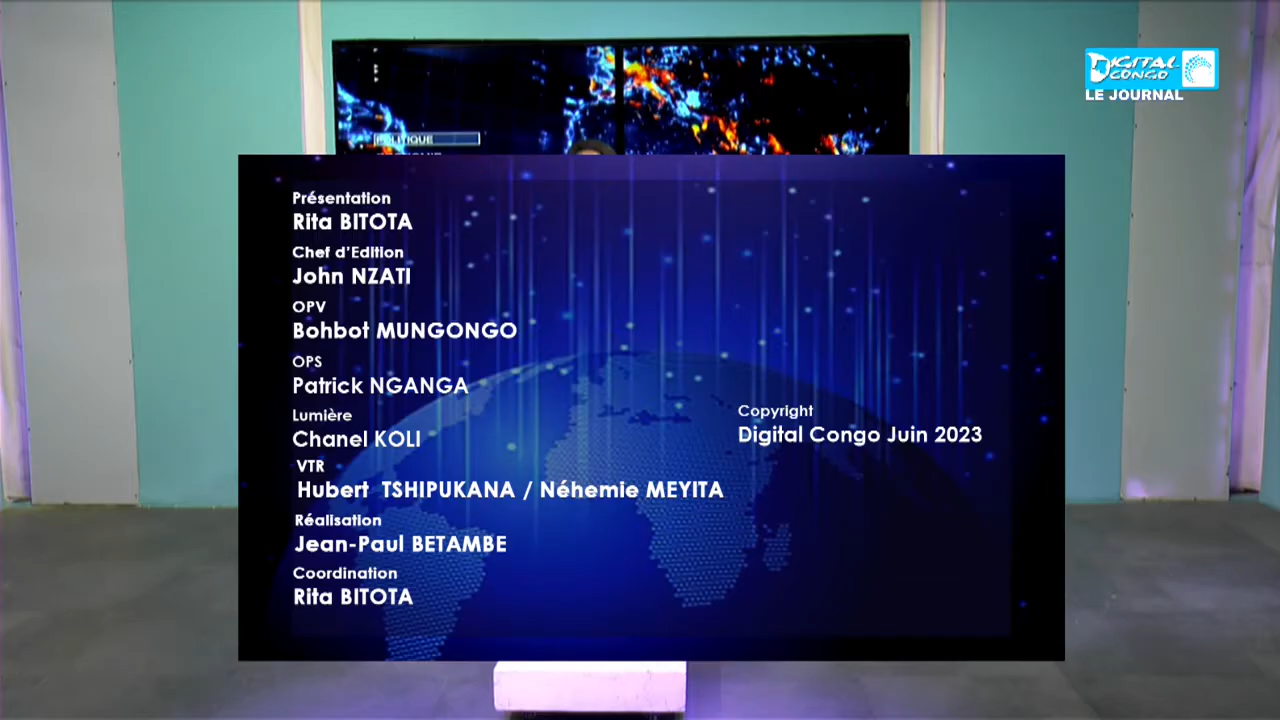 DIGITAL
CONGO
LE JOURNAL
POLITIQUE
Présentation
Rita BITOTA
Chef d'Edition
John NZATI
OPV
Bohbot MUNGONGO
OPS
Patrick NGANGA
Lumière
Chanel KOLI
Copyright
Digital Congo Juin 2023
VTR
Hubert TSHIPUKANA / Néhemie MEYITA
Réalisation
Jean-Paul BETAMBE
Coordination
Rita BITOTA